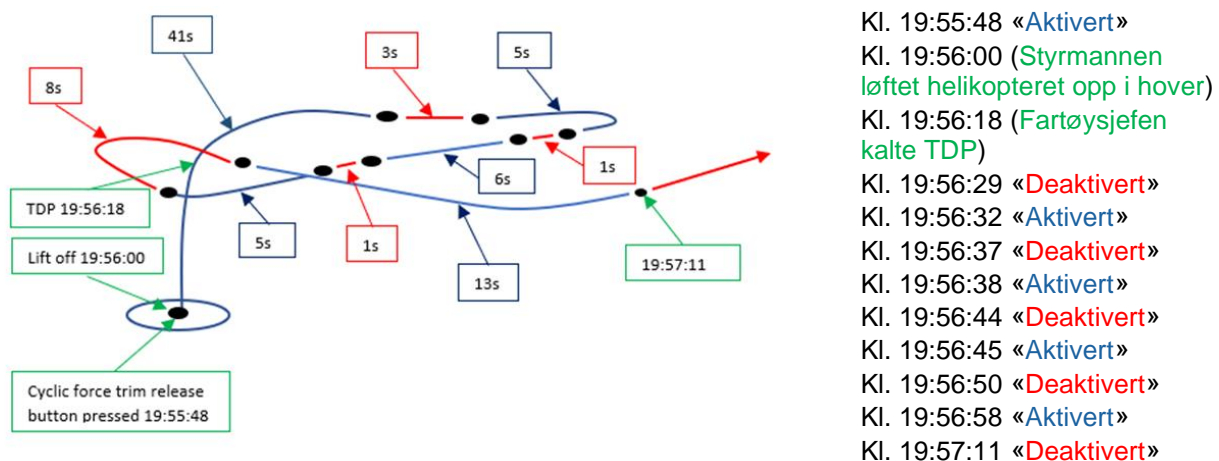 41s
3s
5s
8s
1s
6s
TDP 19:56:18
5s
1s
Lift off 19:56:00
19:57:11
13s
Cyclic force trim release
button pressed 19:55:48
Kl. 19:55:48 «Aktivert»
Kl. 19:56:00 (Styrmannen
løftet helikopteret opp i hover)
Kl. 19:56:18 (Fartøysjefen
kalte TDP)
Kl. 19:56:29 «Deaktivert»
Kl. 19:56:32 «Aktivert»
Kl. 19:56:37 «Deaktivert»
Kl. 19:56:38 «Aktivert»
Kl. 19:56:44 «Deaktivert»
Kl. 19:56:45 «Aktivert»
Kl. 19:56:50 «Deaktivert»
Kl. 19:56:58 «Aktivert»
Kl. 19:57:11 «Deaktivert»